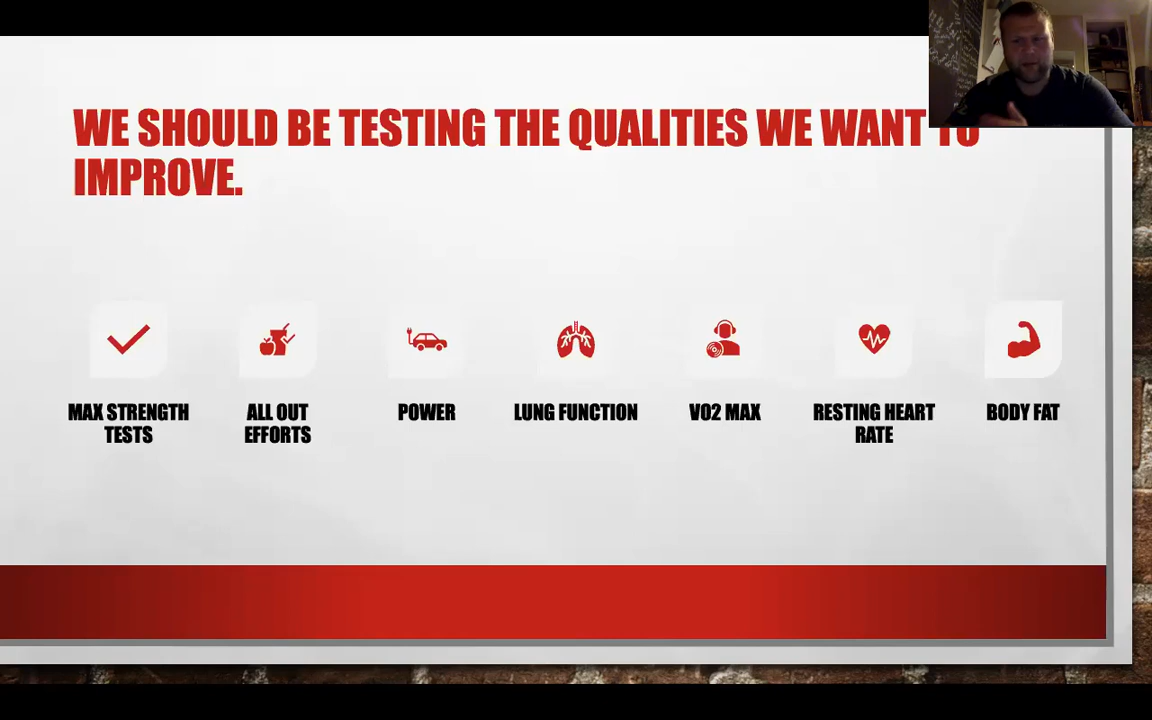 WE SHOULD BE TESTING THE QUALITIES WE WANT TO
IMPROVE.
MAX STRENGTH
TESTS
ALL OUT
EFFORTS
POWER
LUNG FUNCTION
VO2 MAX
RESTING HEART
RATE
BODY FAT